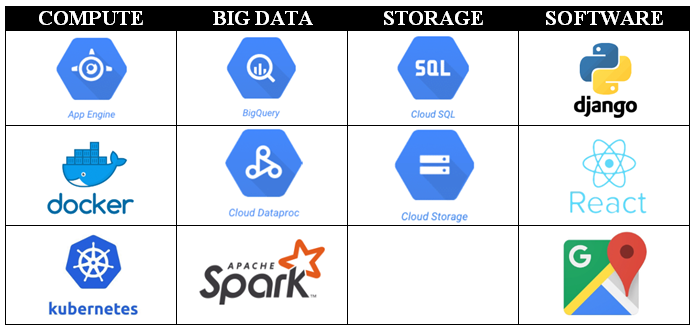 COMPUTE BIG DATA STORAGE SOFTWARE
SQL
App Engine BigQuery Cloud SQL django
docker Cloud Dataproc Cloud Storage React
APACHE
Spark™
G
kubernetes